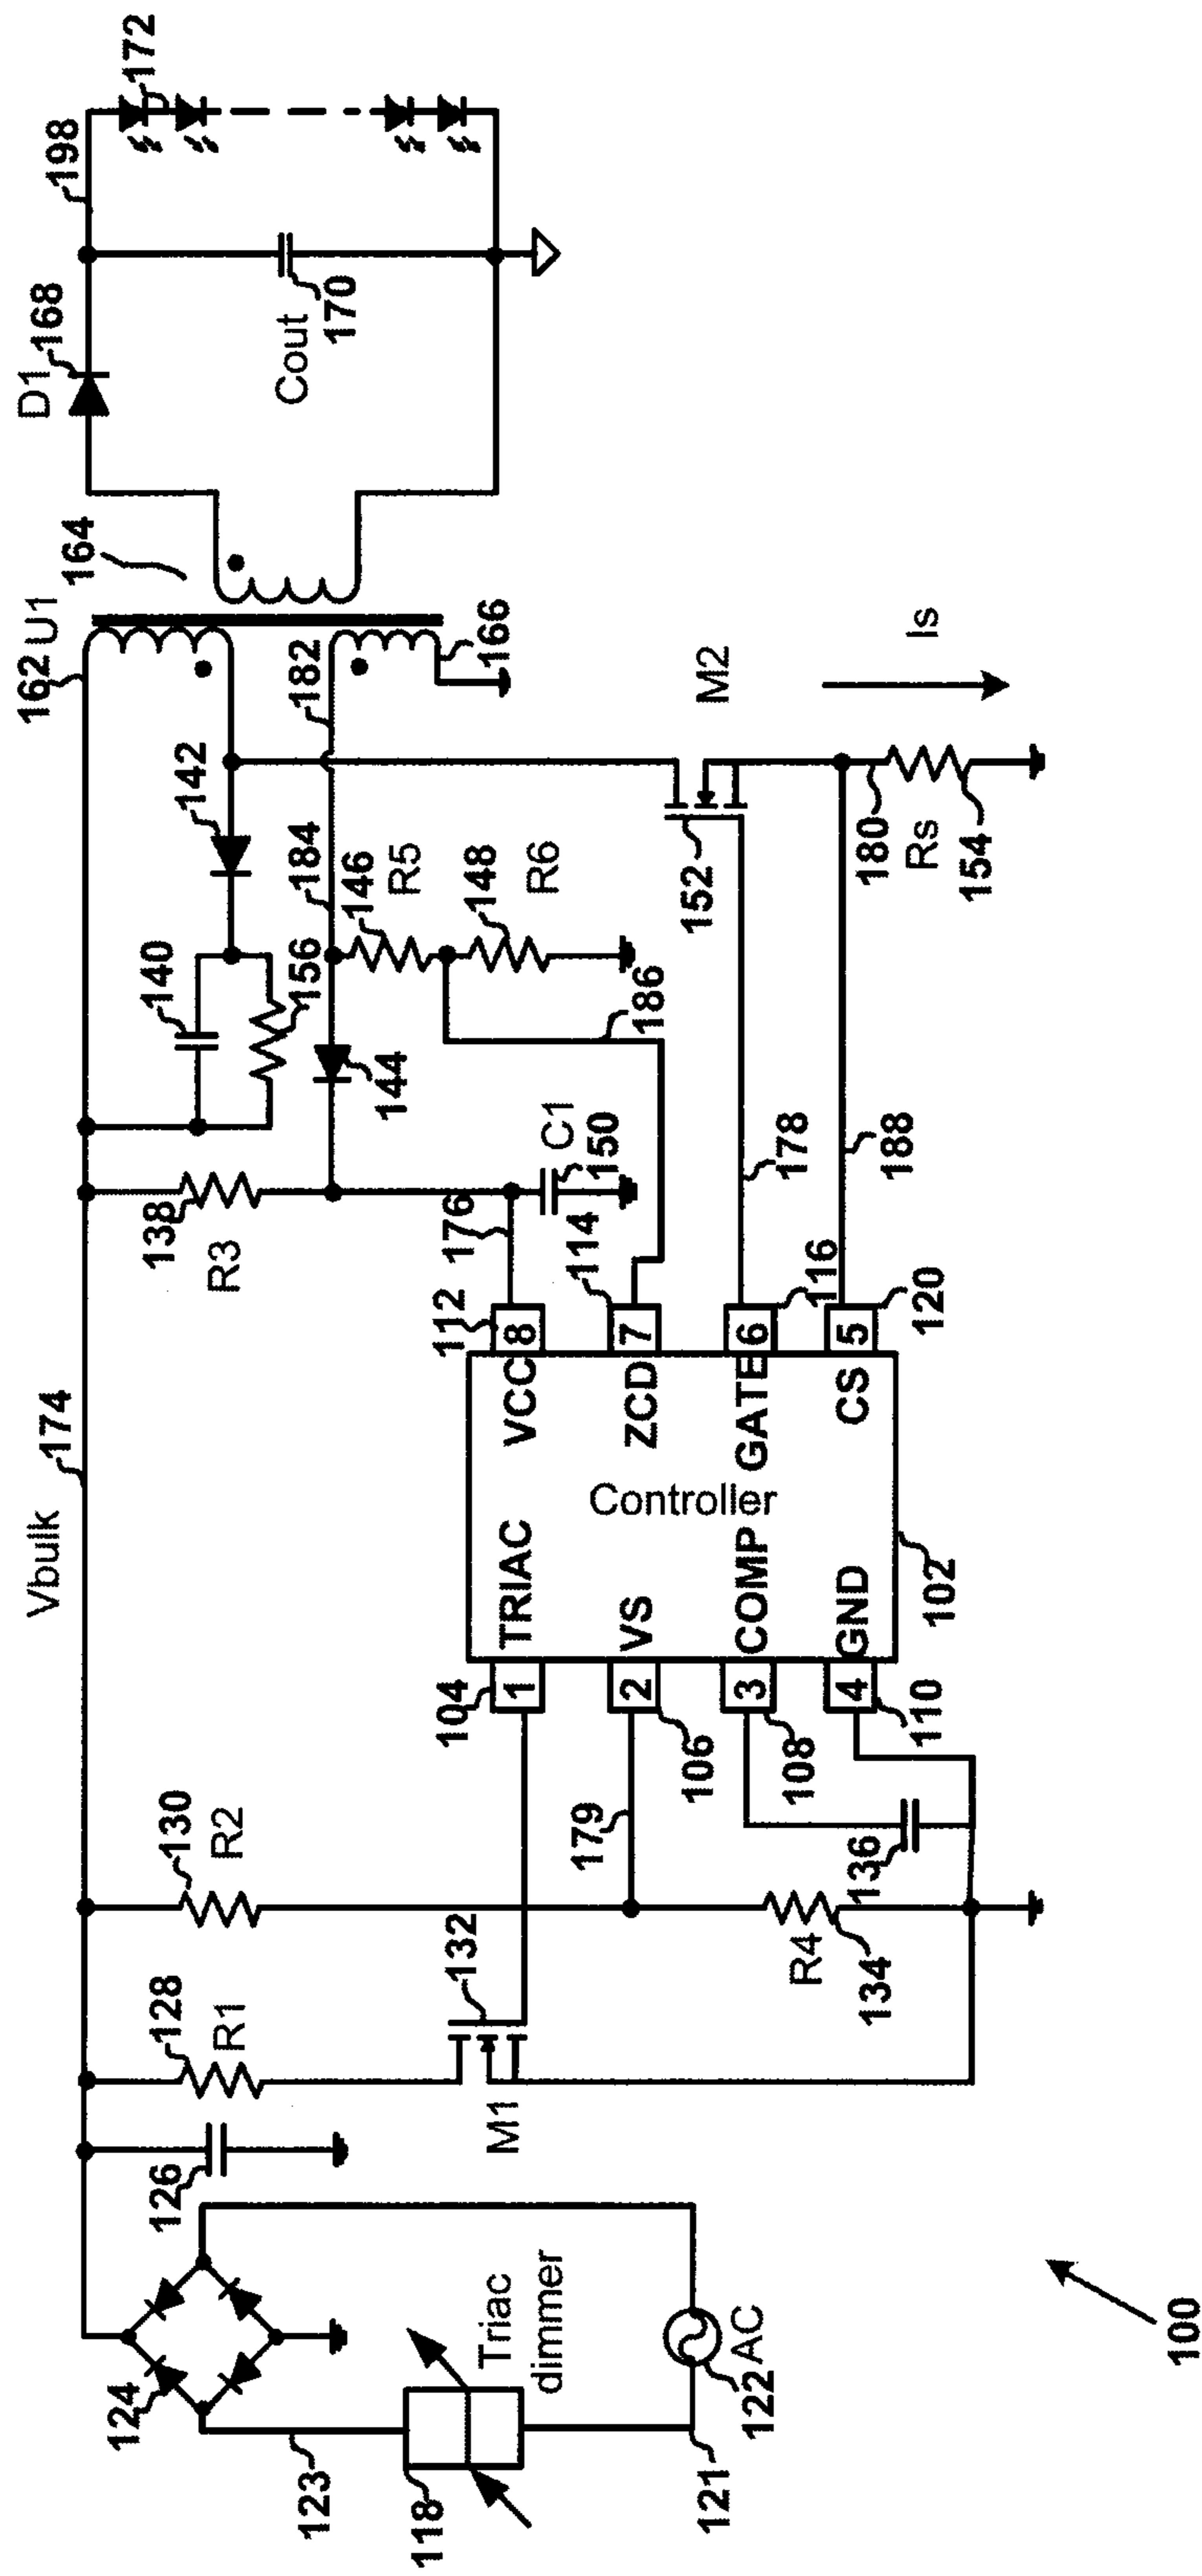 162 U1
164
D1
168
198
172
Vbulk
174
142
140
156
182
184
166
146
R5
148
R6
Cout
170
138
R3
144
186
C1
150
176
114
112
130
R2
128
R1
126
124
123
118
Triac
dimmer
121
122
AC
132
M1
104
1
TRIAC
8
VCC
179
2
VS
7
ZCD
Controller
106
3
COMP
6
GATE
108
4
GND
5
CS
110
102
116
120
178
188
136
R4
134
152
M2
180
Rs
154
Is
100